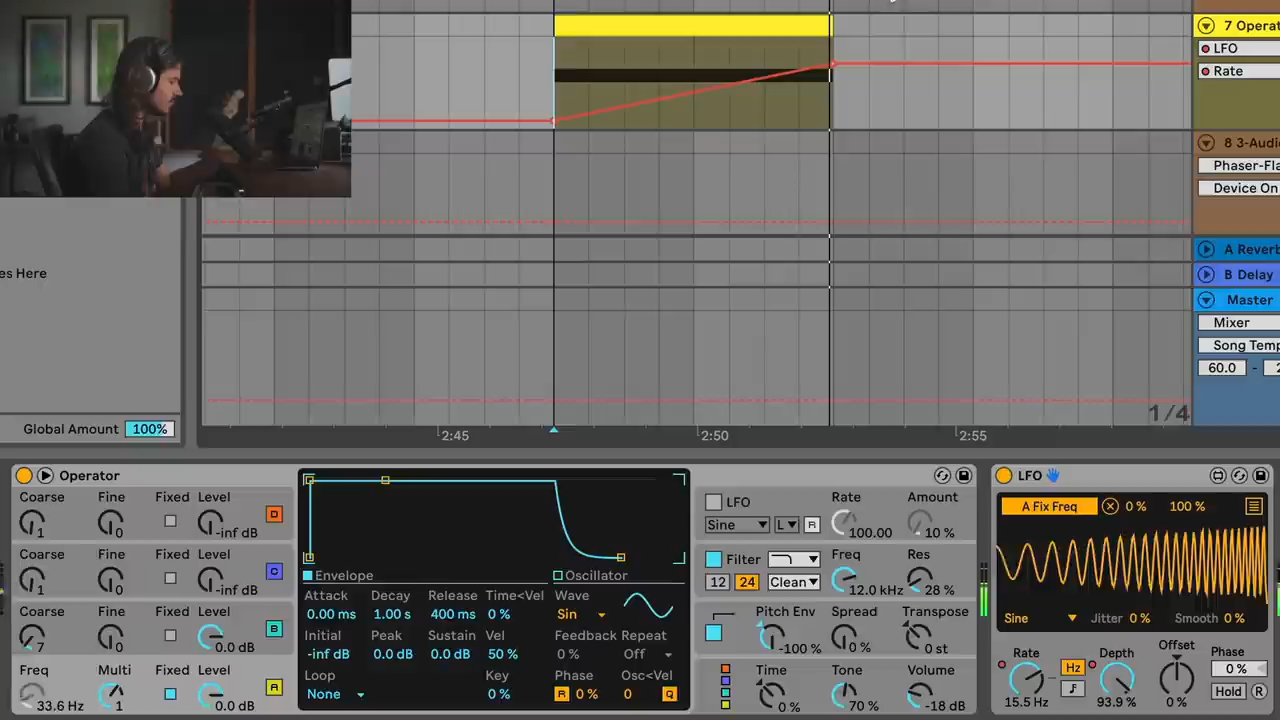 7 Operat
LFO
Rate
8 3-Audi
Phaser-Fla
Device On
A Reverb
B Delay
Master
Mixer
Song Temp
60.0 - 2
es Here
1/4
Global Amount 100%
2:45 2:50 2:55
Operator
Coarse Fine Fixed Level
1 0 -inf dB D
Coarse Fine Fixed Level
1 0 -inf dB C
Coarse Fine Fixed Level
7 0 0.0 dB B
Freq Multi Fixed Level
33.6 Hz 1 0.0 dB A
Envelope Oscillator
Attack Decay Release Time<Vel Wave
0.00 ms 1.00 s 400 ms 0 % Sin
Initial Peak Sustain Vel Feedback Repeat
-inf dB 0.0 dB 0.0 dB 50 % 0 % Off
Loop Key Phase Osc<Vel
None 0 % R 0 % 0 Q
LFO Rate Amount
Sine L R 100.00 10 %
Filter Freq Res
12 24 Clean 12.0 kHz 28 %
Pitch Env Spread Transpose
-100 % 0 % 0 st
Time Tone Volume
0 % 70 % -18 dB
LFO
A Fix Freq 0 % 100 %
Sine Jitter 0 % Smooth 0 %
Rate Hz Depth Offset Phase
0 %
Hold R
15.5 Hz 93.9 % 0 %